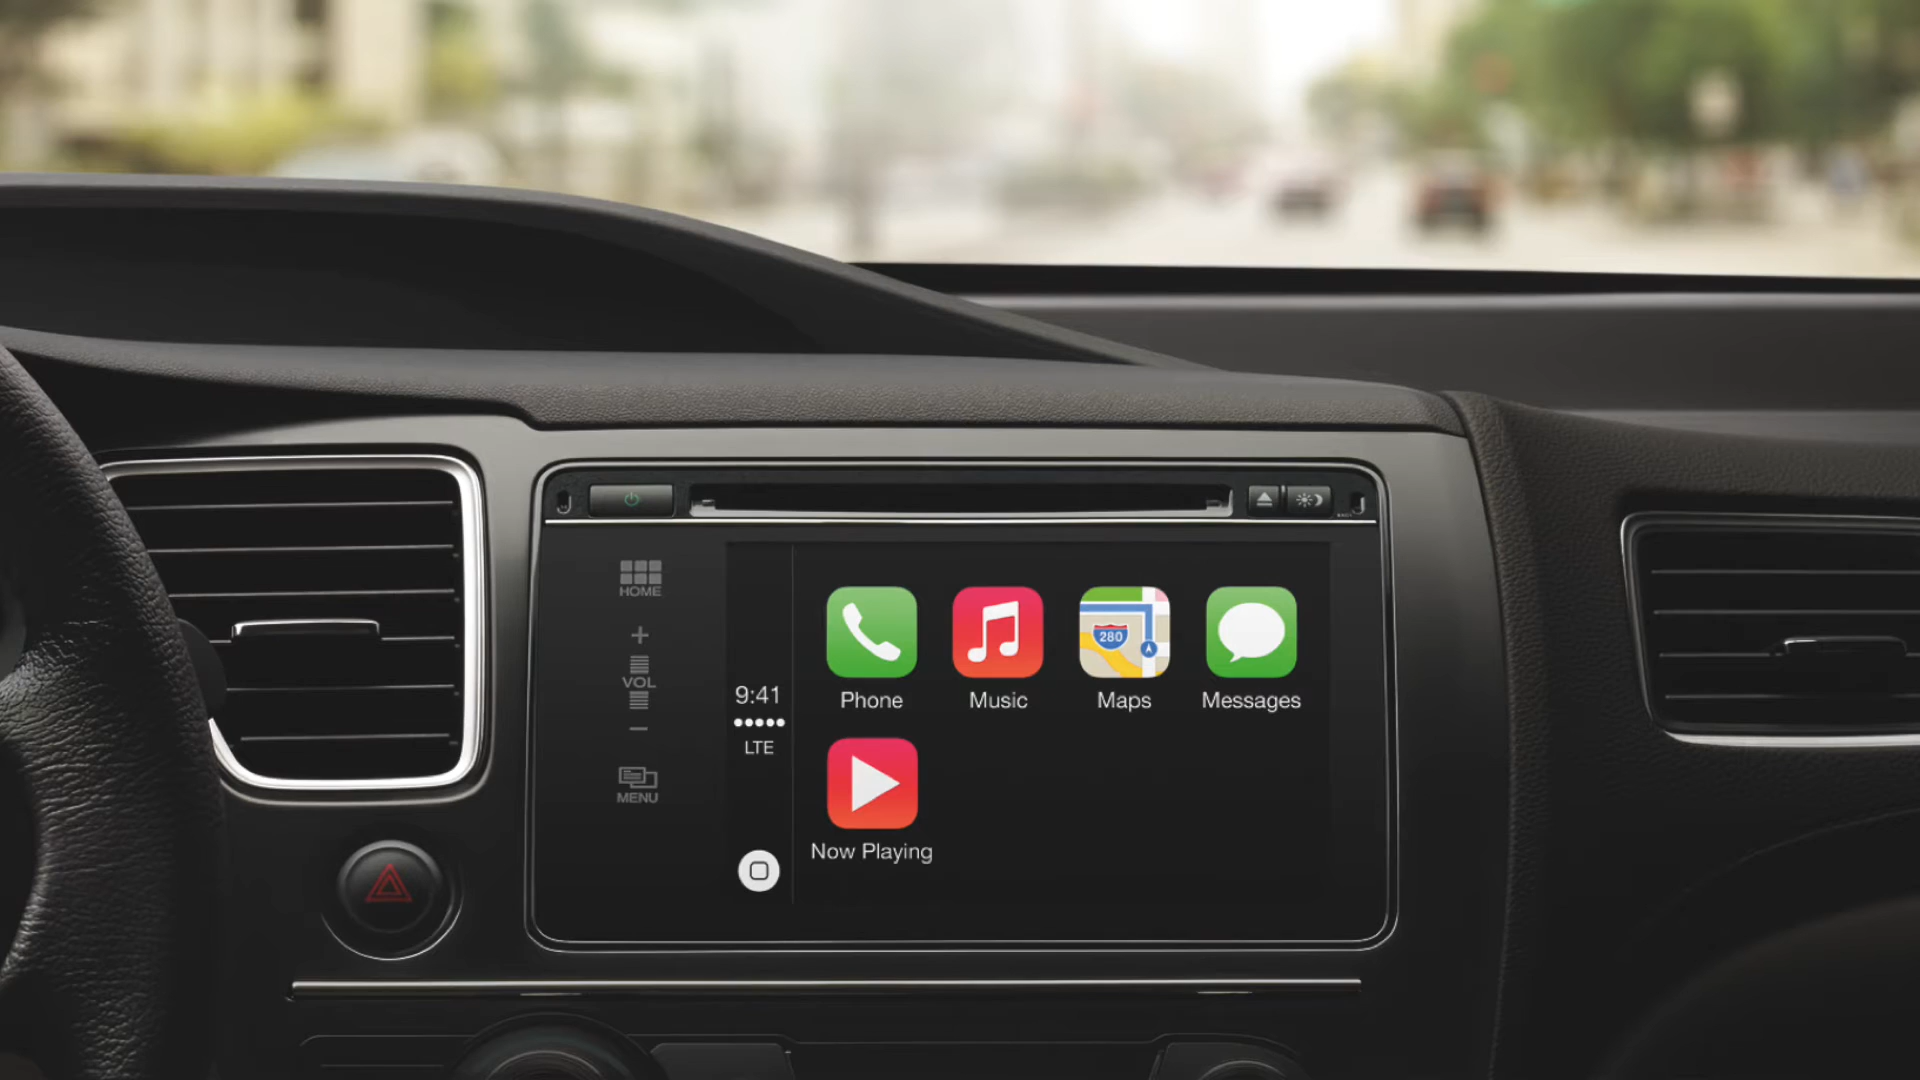 HOME
+
VOL
−
MENU
9:41
LTE
Phone
Music
280
Maps
Messages
Now Playing